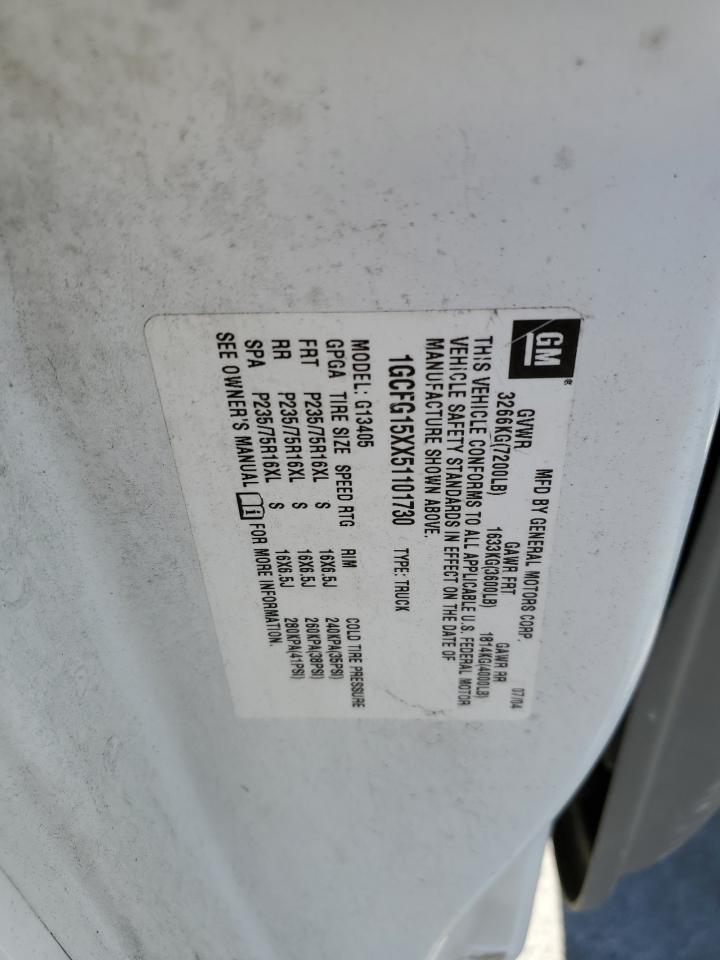 GM ®
MFD BY GENERAL MOTORS CORP. 07/04
GVWR GAWR FRT GAWR RR
3266KG(7200LB) 1633KG(3600LB) 1814KG(4000LB)
THIS VEHICLE CONFORMS TO ALL APPLICABLE U.S. FEDERAL MOTOR
VEHICLE SAFETY STANDARDS IN EFFECT ON THE DATE OF
MANUFACTURE SHOWN ABOVE.
1GCFG15XX51101730 TYPE: TRUCK
MODEL: G13405
GPGA TIRE SIZE SPEED RTG RIM COLD TIRE PRESSURE
FRT P235/75R16XL S 16X6.5J 240KPA(35PSI)
RR P235/75R16XL S 16X6.5J 260KPA(38PSI)
SPA P235/75R16XL S 16X6.5J 280KPA(41PSI)
SEE OWNER'S MANUAL FOR MORE INFORMATION.